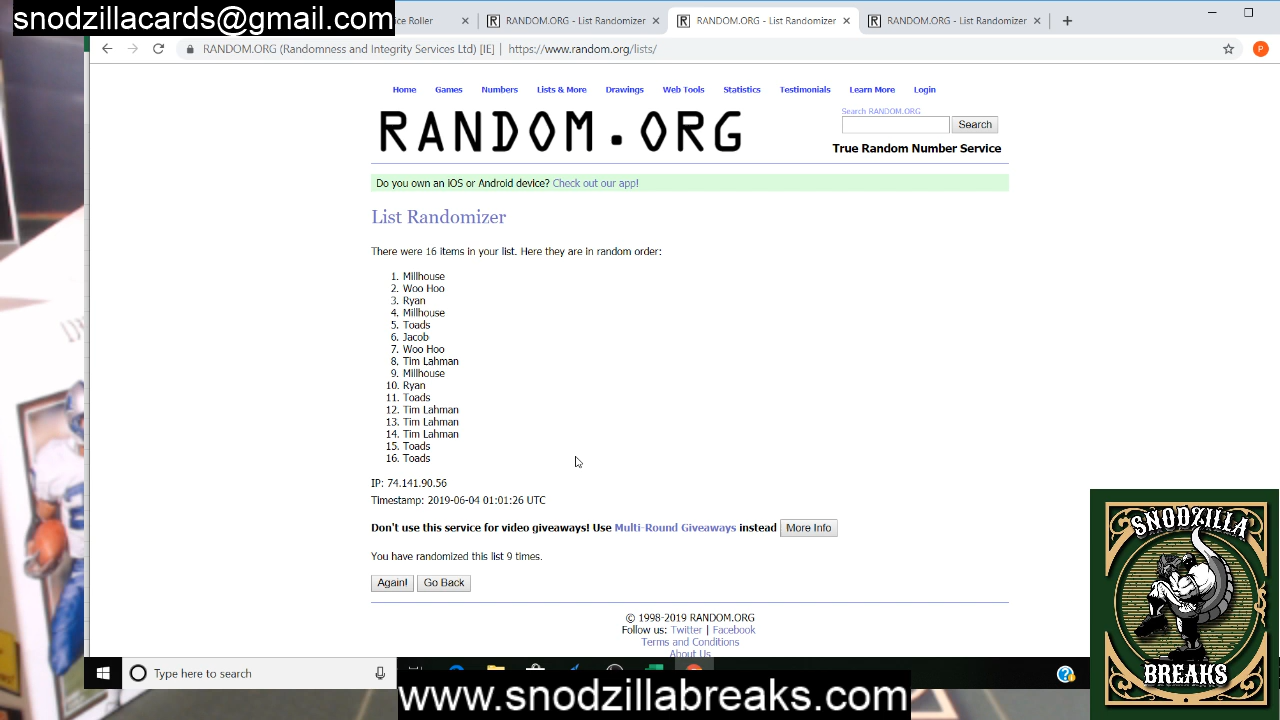 snodzillacards@gmail.com
ice Roller
RANDOM.ORG - List Randomizer
RANDOM.ORG - List Randomizer
RANDOM.ORG - List Randomizer
RANDOM.ORG (Randomness and Integrity Services Ltd) [IE] | https://www.random.org/lists/
P
Home Games Numbers Lists & More Drawings Web Tools Statistics Testimonials Learn More Login
RANDOM.ORG
Search RANDOM.ORG
Search
True Random Number Service
Do you own an iOS or Android device? Check out our app!
List Randomizer
There were 16 items in your list. Here they are in random order:
1. Millhouse
2. Woo Hoo
3. Ryan
4. Millhouse
5. Toads
6. Jacob
7. Woo Hoo
8. Tim Lahman
9. Millhouse
10. Ryan
11. Toads
12. Tim Lahman
13. Tim Lahman
14. Tim Lahman
15. Toads
16. Toads
IP: 74.141.90.56
Timestamp: 2019-06-04 01:01:26 UTC
Don't use this service for video giveaways! Use Multi-Round Giveaways instead More Info
You have randomized this list 9 times.
Again! Go Back
© 1998-2019 RANDOM.ORG
Follow us: Twitter | Facebook
Terms and Conditions
About Us
Type here to search
www.snodzillabreaks.com
SNODZILLA
BREAKS